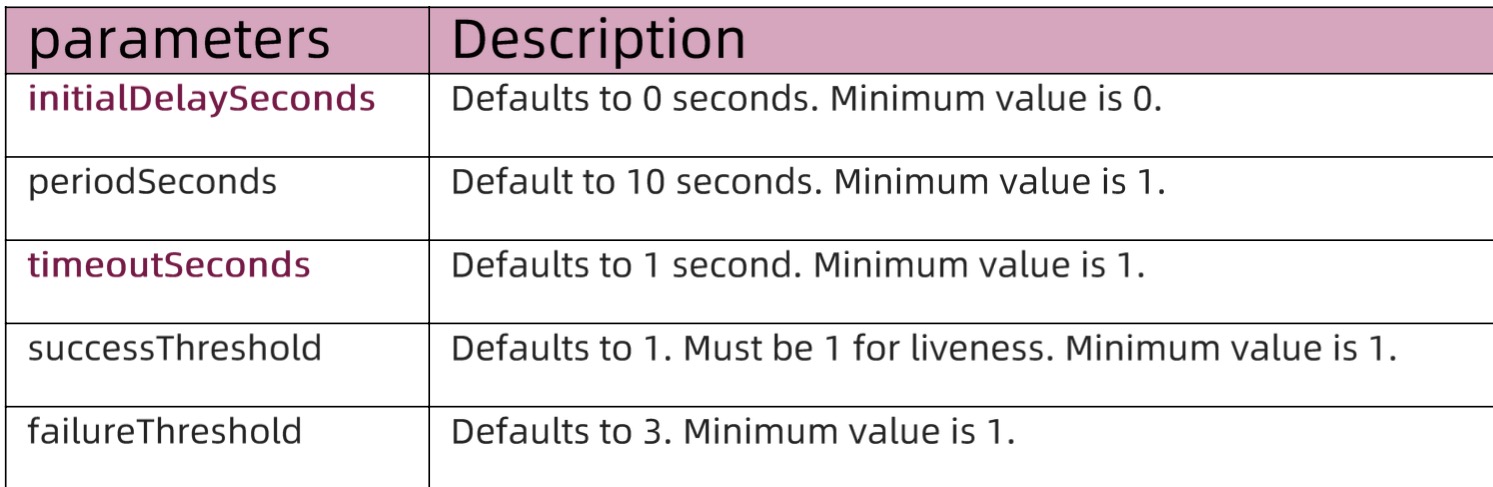 parameters Description
initialDelaySeconds Defaults to 0 seconds. Minimum value is 0.
periodSeconds Default to 10 seconds. Minimum value is 1.
timeoutSeconds Defaults to 1 second. Minimum value is 1.
successThreshold Defaults to 1. Must be 1 for liveness. Minimum value is 1.
failureThreshold Defaults to 3. Minimum value is 1.